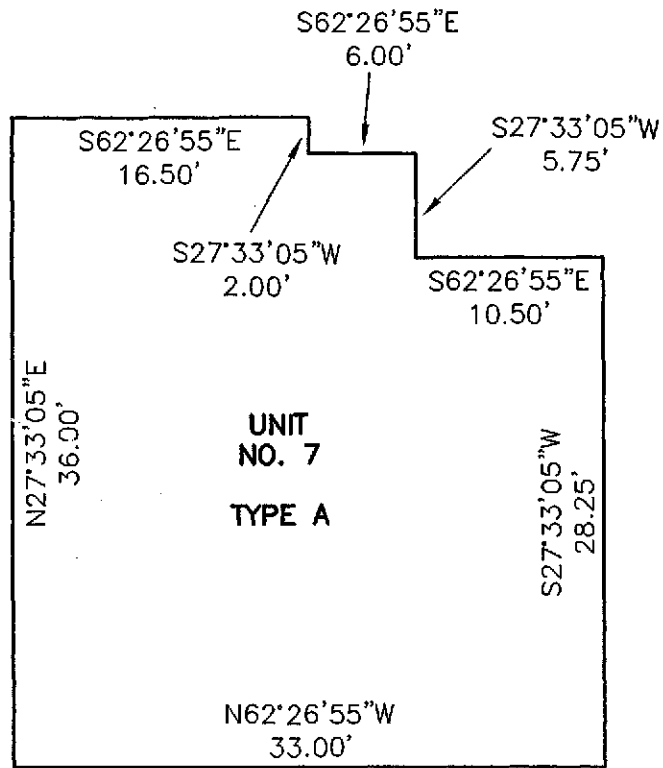 S62°26'55"E
6.00'
S62°26'55"E
16.50'
S27°33'05"W
5.75'
S27°33'05"W
2.00'
S62°26'55"E
10.50'
N27°33'05"E
36.00'
UNIT
NO. 7
TYPE A
S27°33'05"W
28.25'
N62°26'55"W
33.00'